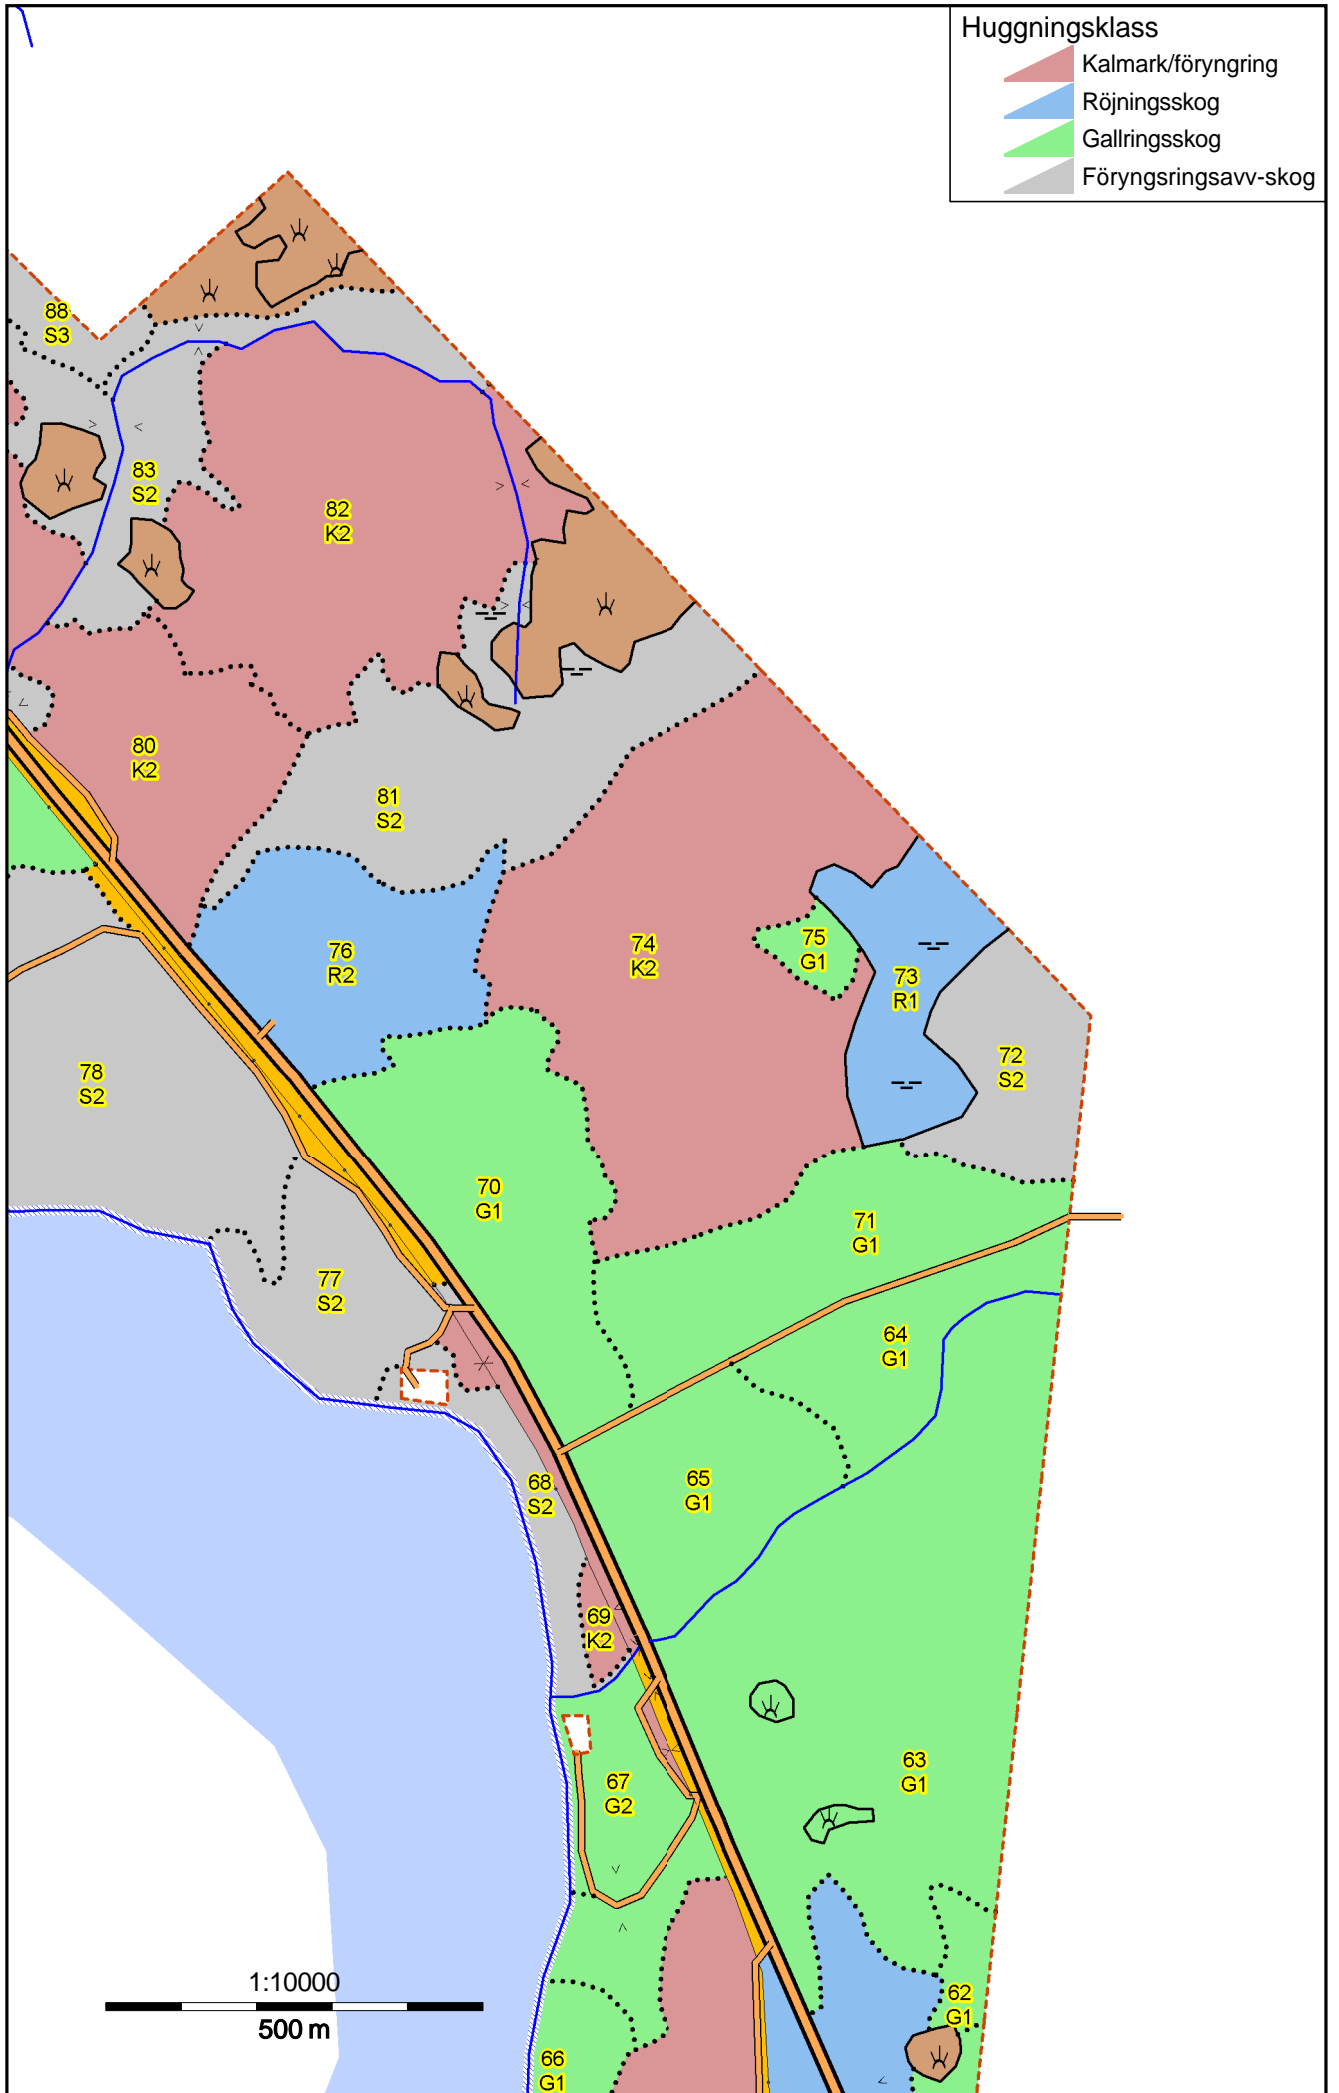 Huggningsklass
Kalmark/föryngring
Röjningsskog
Gallringsskog
Föryngsringsavv-skog
88
S3
83
S2
82
K2
80
K2
81
S2
76
R2
74
K2
75
G1
73
R1
72
S2
78
S2
70
G1
71
G1
77
S2
64
G1
65
G1
68
S2
69
K2
63
G1
67
G2
62
G1
66
G1
1:10000
500 m